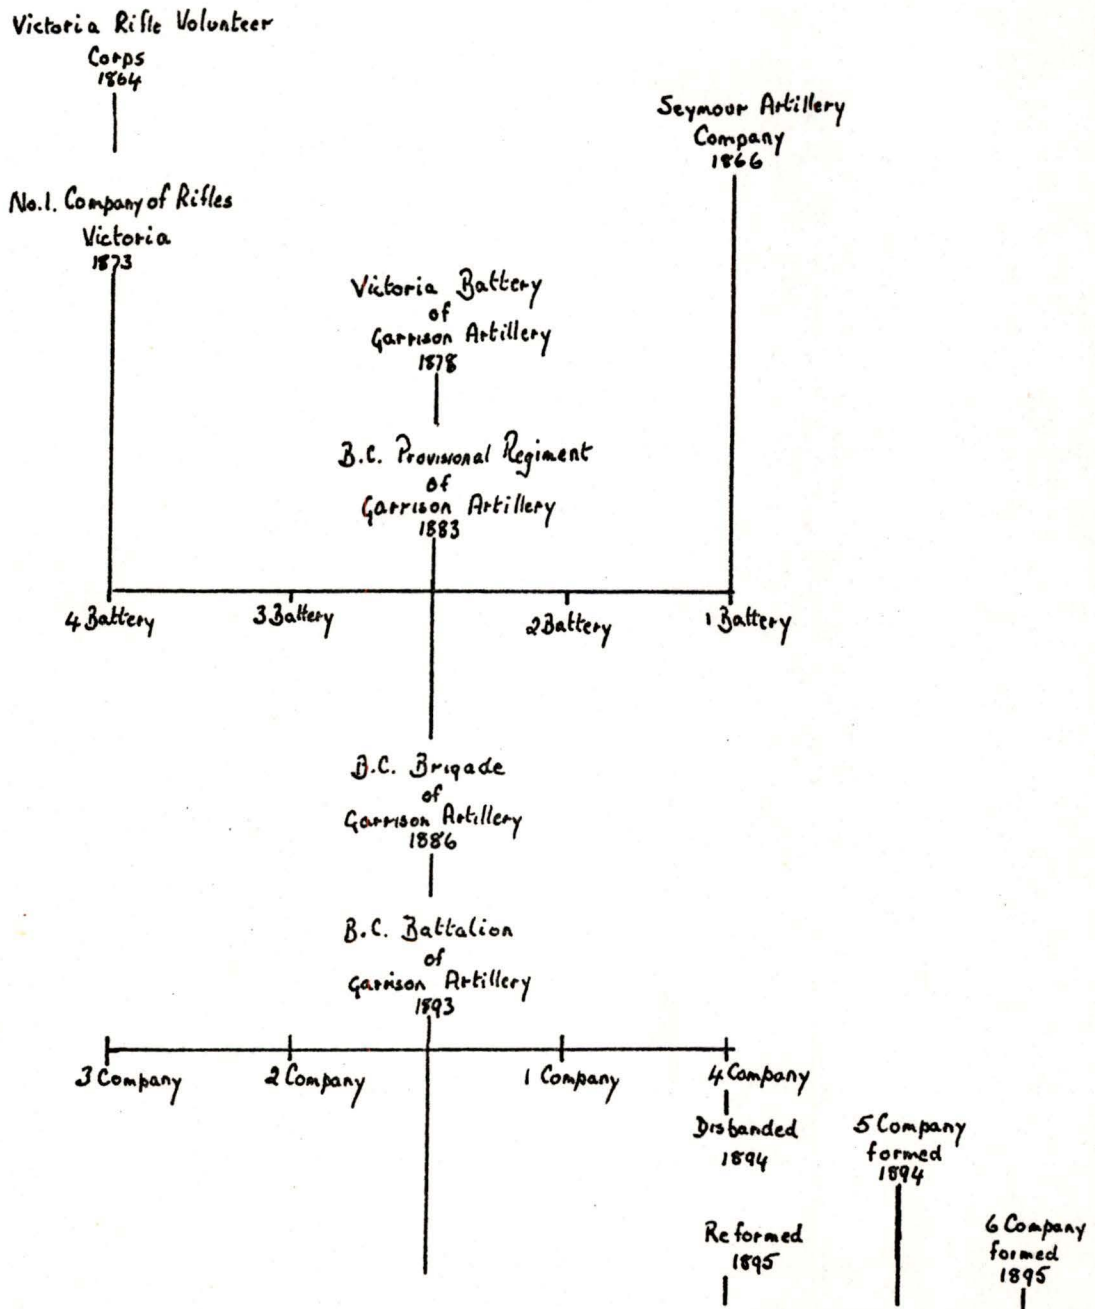 Victoria Rifle Volunteer
Corps
1864
Seymour Artillery
Company
1866
No.1. Company of Rifles
Victoria
1873
Victoria Battery
of
Garrison Artillery
1878
B.C. Provisional Regiment
of
Garrison Artillery
1883
4 Battery
3 Battery
2 Battery
1 Battery
B.C. Brigade
of
Garrison Artillery
1886
B.C. Battalion
of
Garrison Artillery
1893
3 Company
2 Company
1 Company
4 Company
Disbanded
1894
5 Company
formed
1894
Reformed
1895
6 Company
formed
1895